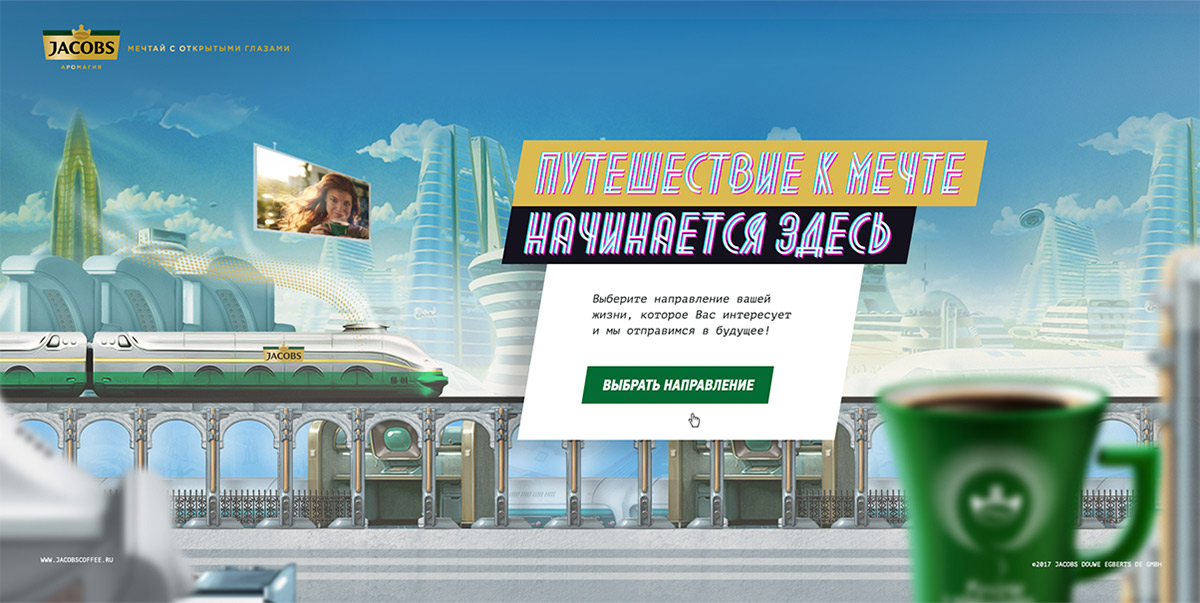 JACOBS
АРОМАГИЯ
МЕЧТАЙ С ОТКРЫТЫМИ ГЛАЗАМИ
ПУТЕШЕСТВИЕ К МЕЧТЕ
НАЧИНАЕТСЯ ЗДЕСЬ
Выберите направление вашей
жизни, которое Вас интересует
и мы отправимся в будущее!
ВЫБРАТЬ НАПРАВЛЕНИЕ
JACOBS
WWW.JACOBSCOFFEE.RU
©2017 JACOBS DOUWE EGBERTS DE GMBH